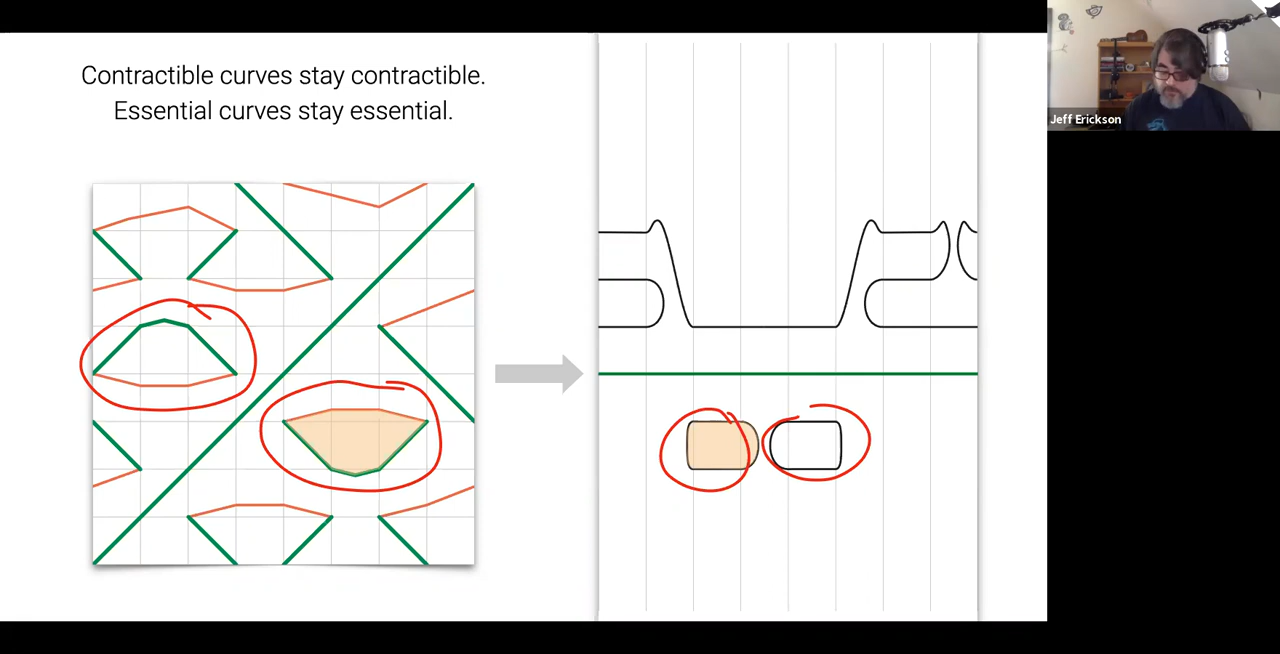 Contractible curves stay contractible.
Essential curves stay essential.
Jeff Erickson